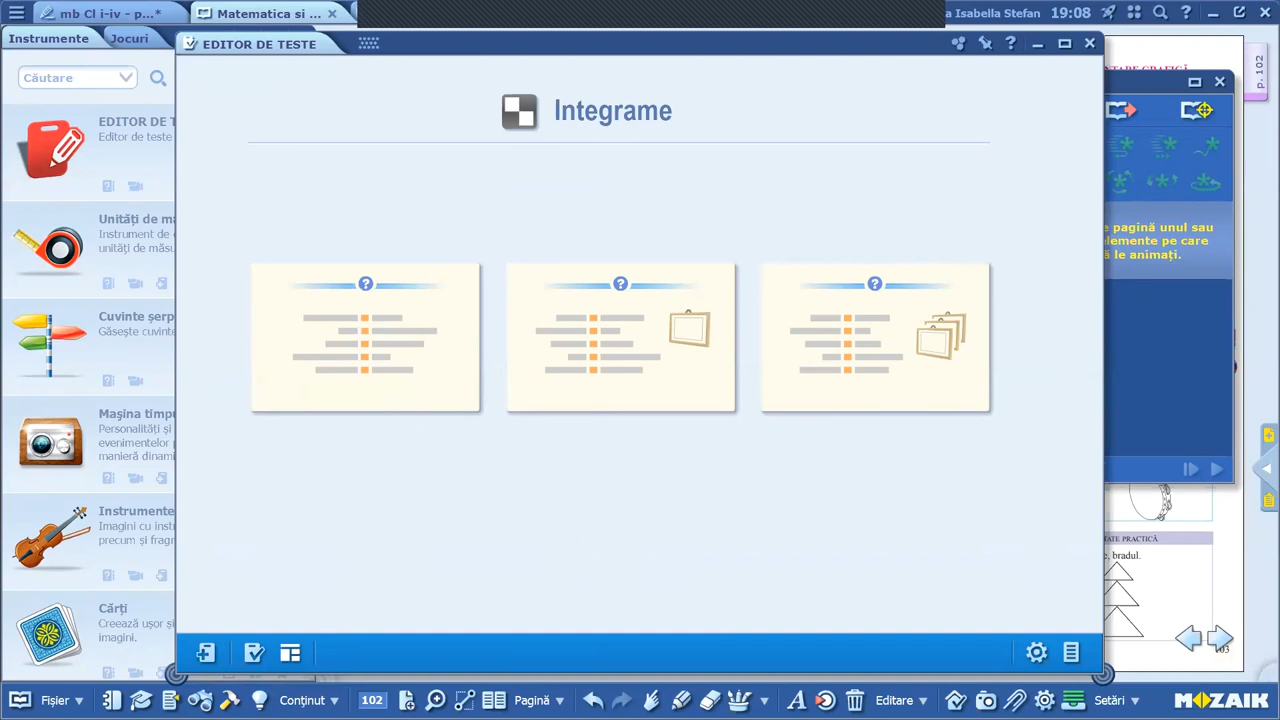 mb Cl i-iv - p...*
Matematica si ...
a Isabella Stefan
19:08
Instrumente
Jocuri
EDITOR DE TESTE
p. 102
Căutare
Integrame
EDITOR DE T
Editor de teste
Unități de m
Instrument de
unități de măsu
pagină unul sau
elemente pe care
le animați.
Cuvinte șerp
Găsește cuvinte
Mașina timpu
Personalități și
evenimentelor p
manieră dinami
Instrumente
Imagini cu instr
precum și fragm
TATE PRACTICĂ
, bradul.
Cărți
Creează ușor și
imagini.
103
Fișier
Conținut
102
Pagină
Editare
Setări
MOZAIK